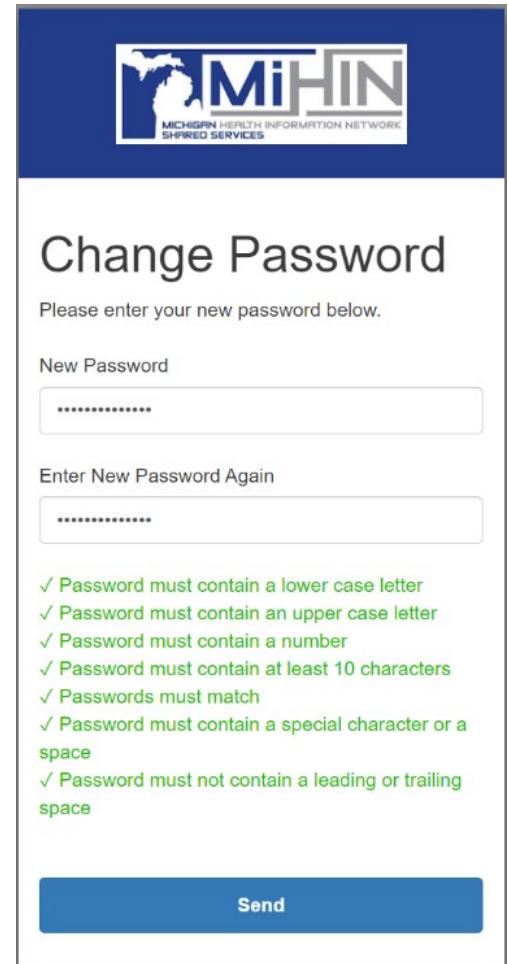 MiHIN
MICHIGAN HEALTH INFORMATION NETWORK
SHARED SERVICES
Change Password
Please enter your new password below.
New Password
••••••••••••••
Enter New Password Again
••••••••••••••
✓ Password must contain a lower case letter
✓ Password must contain an upper case letter
✓ Password must contain a number
✓ Password must contain at least 10 characters
✓ Passwords must match
✓ Password must contain a special character or a
space
✓ Password must not contain a leading or trailing
space
Send